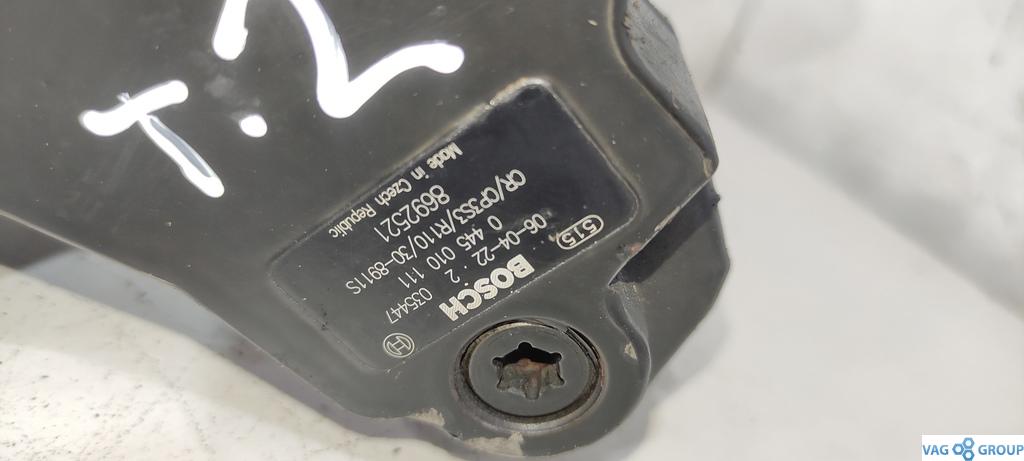 T.2
515
BOSCH
06-04-22 . 2 035447
0 445 010 111
CR/CP3S3/R110/30-8911S
8692521
Made in Czech Republic
VAG GROUP